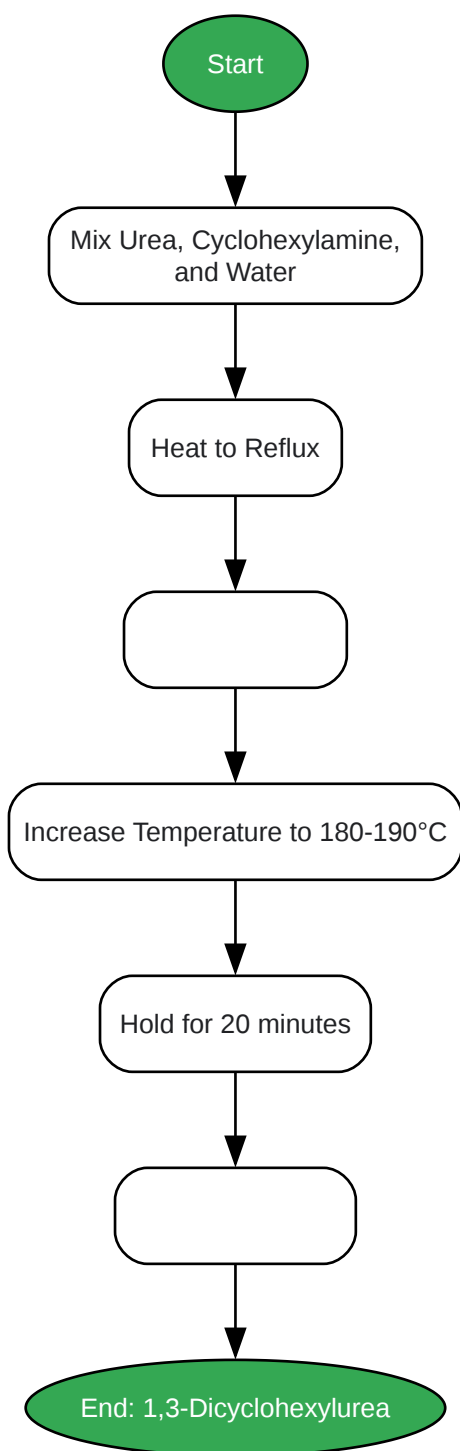 Start
Mix Urea, Cyclohexylamine,
and Water
Heat to Reflux
Increase Temperature to 180-190°C
Hold for 20 minutes
End: 1,3-Dicyclohexylurea